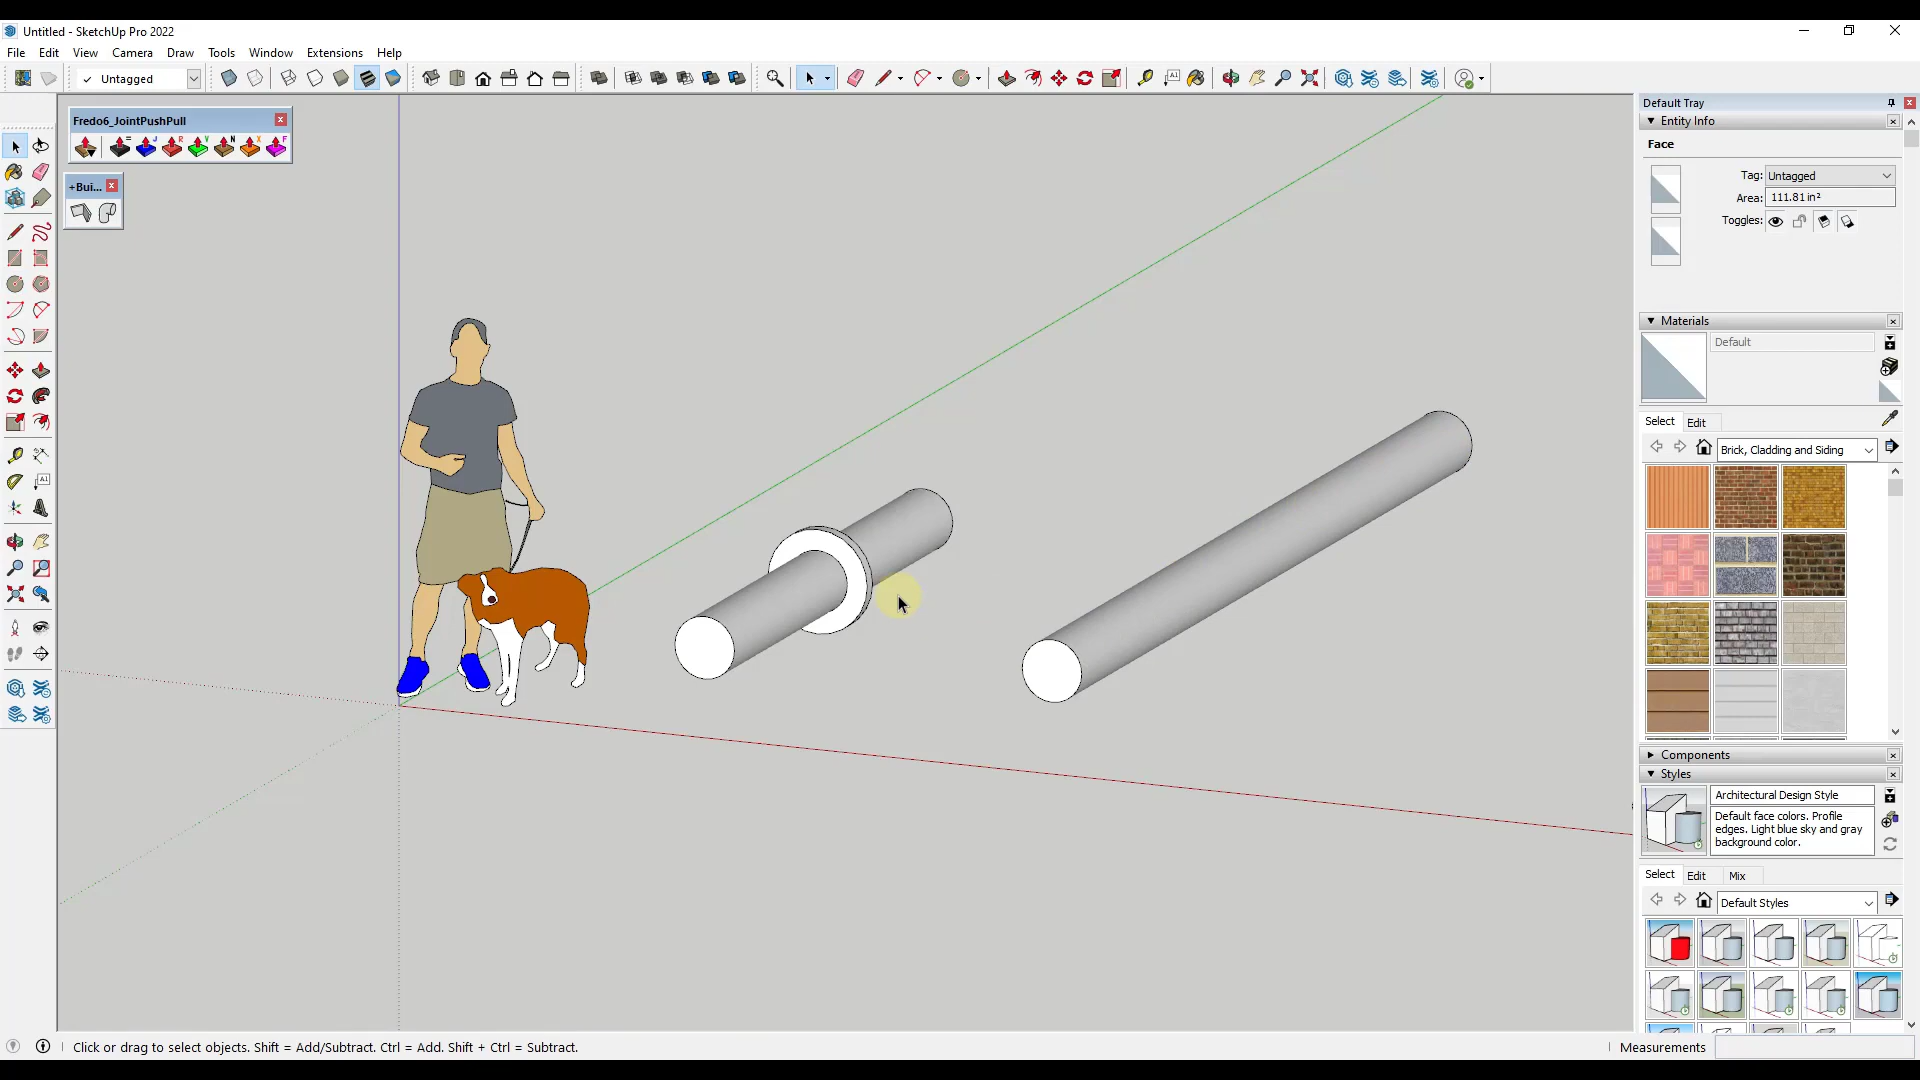 Untitled - SketchUp Pro 2022
File Edit View Camera Draw Tools Window Extensions Help
Untagged
Fredo6_JointPushPull
+Bui...
Default Tray
Entity Info
Face
Tag: Untagged
Area: 111.81 in²
Toggles:
Materials
Default
Select Edit
Brick, Cladding and Siding
Components
Styles
Architectural Design Style
Default face colors. Profile
edges. Light blue sky and gray
background color.
Select Edit Mix
Default Styles
Click or drag to select objects. Shift = Add/Subtract. Ctrl = Add. Shift + Ctrl = Subtract.
Measurements